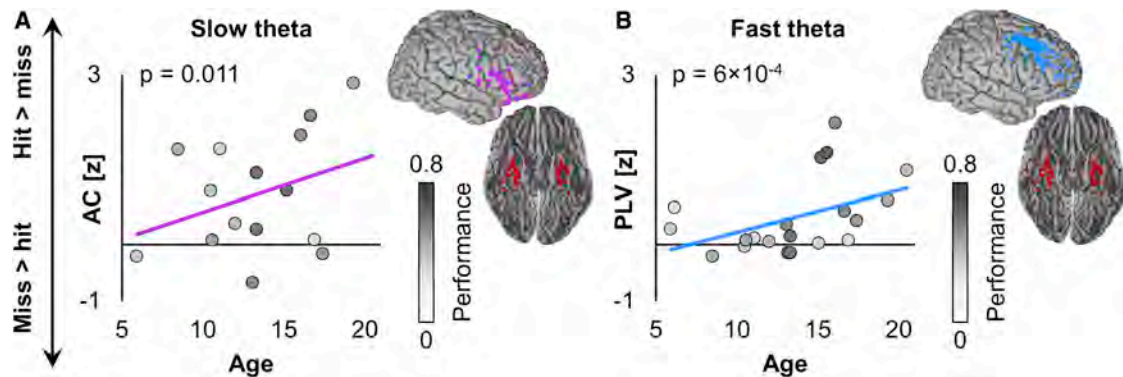 A
Hit > miss
Miss > hit
Slow theta
p = 0.011
3
AC [z]
-1
5
10
15
20
Age
0.8
Performance
0
B
Fast theta
p = 6×10-4
3
PLV [z]
-1
5
10
15
20
Age
0.8
Performance
0